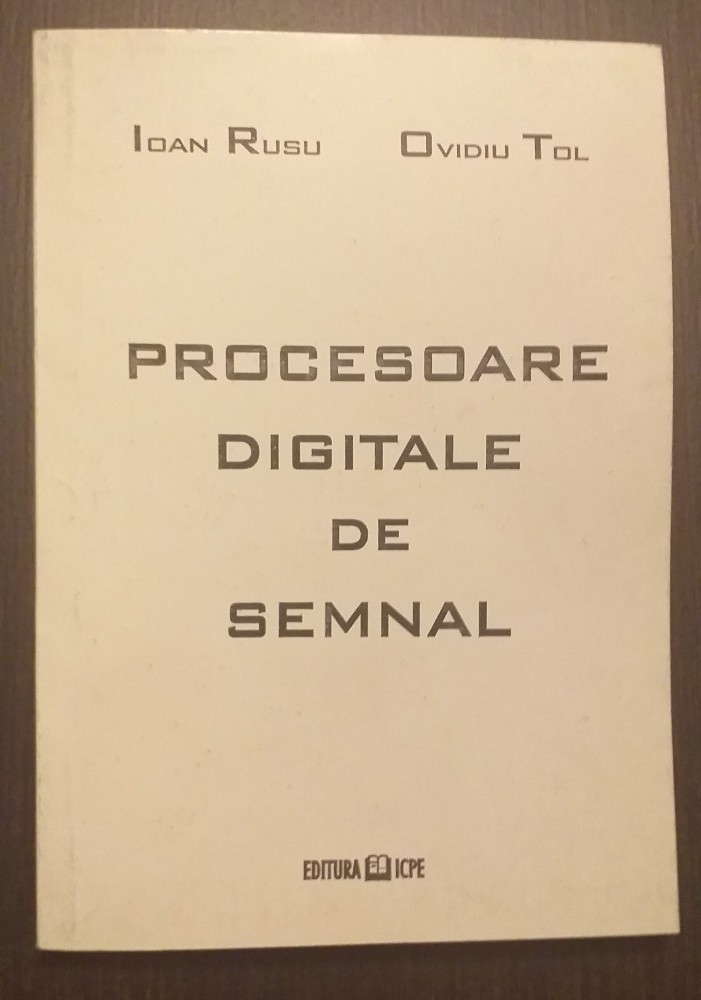 Ioan Rusu Ovidiu Tol
PROCESOARE
DIGITALE
DE
SEMNAL
EDITURA ICPE